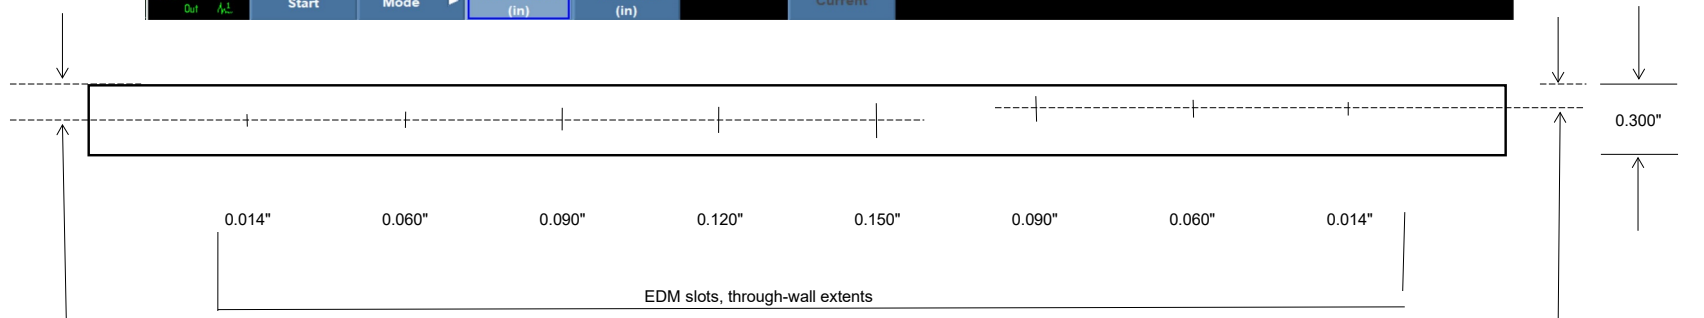 Out
Start
Mode
(in)
(in)
Current
0.300"
0.014"
0.060"
0.090"
0.120"
0.150"
0.090"
0.060"
0.014"
EDM slots, through-wall extents